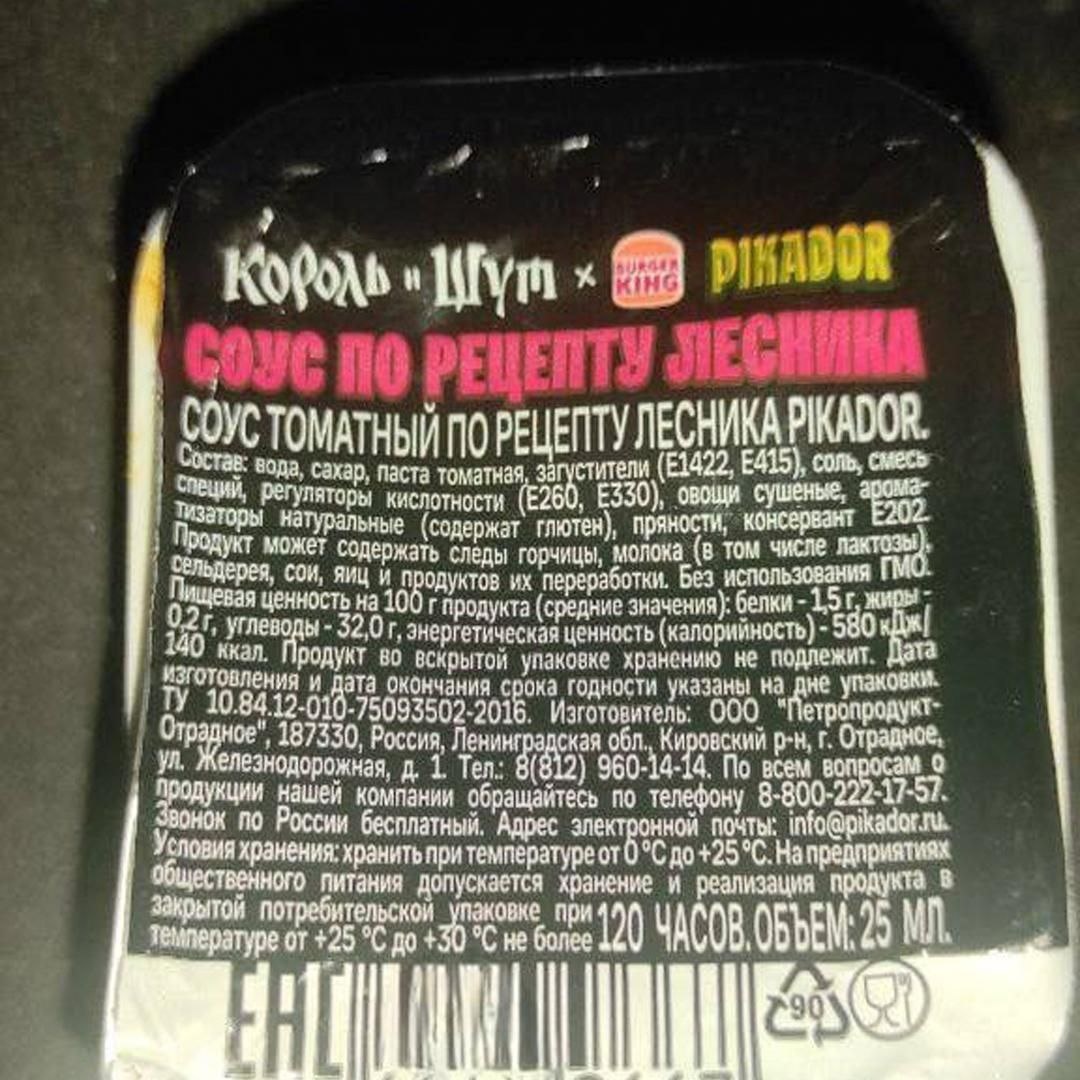 Король и Шут × BURGER KING PIKADOR
СОУС ПО РЕЦЕПТУ ЛЕСНИКА
СОУС ТОМАТНЫЙ ПО РЕЦЕПТУ ЛЕСНИКА PIKADOR.
Состав: вода, сахар, паста томатная, загустители (Е1422, Е415), соль, смесь
специй, регуляторы кислотности (Е260, Е330), овощи сушеные, арома-
тизаторы натуральные (содержат глютен), пряности, консервант Е202.
Продукт может содержать следы горчицы, молока (в том числе лактозы),
сельдерея, сои, яиц и продуктов их переработки. Без использования ГМО.
Пищевая ценность на 100 г продукта (средние значения): белки - 1,5 г, жиры -
0,2 г, углеводы - 32,0 г, энергетическая ценность (калорийность) - 580 кДж/
140 ккал. Продукт во вскрытой упаковке хранению не подлежит. Дата
изготовления и дата окончания срока годности указаны на дне упаковки.
ТУ 10.84.12-010-75093502-2016. Изготовитель: ООО "Петропродукт-
Отрадное", 187330, Россия, Ленинградская обл., Кировский р-н, г. Отрадное,
ул. Железнодорожная, д. 1. Тел.: 8(812) 960-14-14. По всем вопросам о
продукции нашей компании обращайтесь по телефону 8-800-222-17-57.
Звонок по России бесплатный. Адрес электронной почты: info@pikador.ru.
Условия хранения: хранить при температуре от 0 °C до +25 °C. На предприятиях
общественного питания допускается хранение и реализация продукта в
закрытой потребительской упаковке при
температуре от +25 °C до +30 °C не более 120 ЧАСОВ. ОБЪЕМ: 25 МЛ.
ЕАС
90